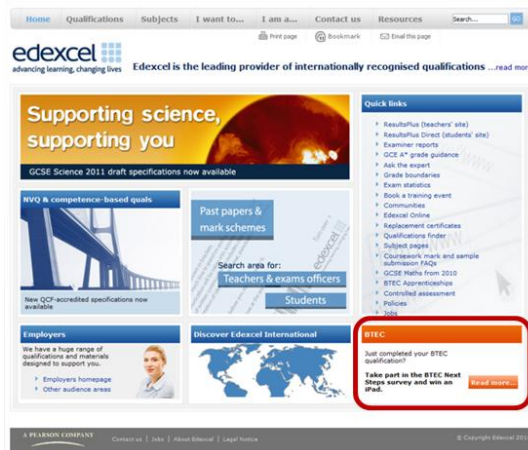 Home Qualifications Subjects I want to... I am a... Contact us Resources Search... GO
Print page Bookmark Email this page
edexcel
advancing learning, changing lives
Edexcel is the leading provider of internationally recognised qualifications ...read more
Supporting science,
supporting you
GCSE Science 2011 draft specifications now available
Quick links
ResultsPlus (teachers' site)
ResultsPlus Direct (students' site)
Examiner reports
GCE A* grade guidance
Ask the expert
Grade boundaries
Exam statistics
Book a training event
Communities
Edexcel Online
Replacement certificates
Qualifications finder
Subject pages
Coursework mark and sample
submission FAQs
GCSE Maths from 2010
BTEC Apprenticeships
Controlled assessment
Policies
Jobs
NVQ & competence-based quals
New QCF-accredited specifications now
available
Past papers &
mark schemes
Search area for:
Teachers & exams officers
Students
Employers
We have a huge range of
qualifications and materials
designed to support you.
Employers homepage
Other audience areas
Discover Edexcel International
BTEC
Just completed your BTEC
qualification?
Take part in the BTEC Next
Steps survey and win an
iPad.
Read more...
A PEARSON COMPANY
Contact us | Jobs | About Edexcel | Legal Notice
© Copyright Edexcel